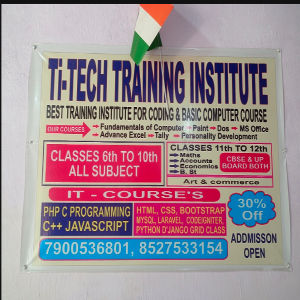 Ti-TECH TRAINING INSTITUTE
BEST TRAINING INSTITUTE FOR CODING & BASIC COMPUTER COURSE
OUR COURSES → Fundamentals of Computer → Paint → Dos → MS Office
→ Advance Excel → Tally → Personality Development
CLASSES 6th TO 10th
ALL SUBJECT
CLASSES 11th TO 12th
→ Maths
→ Accounts
→ Economics
→ B. St
CBSE & UP
BOARD BOTH
Art & commerce
IT - COURSE'S
PHP C PROGRAMMING
C++ JAVASCRIPT
HTML, CSS, BOOTSTRAP
MYSQL, LARAVEL, CODEIGNITER,
PYTHON D'JANGO GRID CLASS
30%
Off
7900536801, 8527533154
ADDMISSON
OPEN